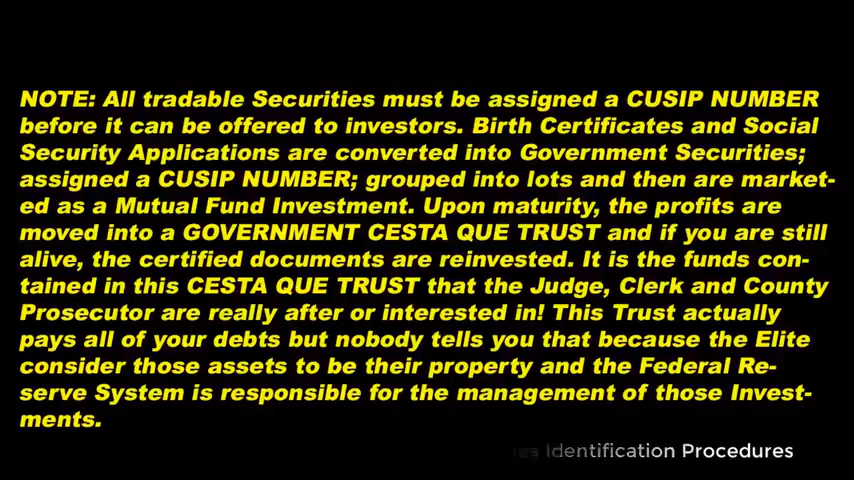 NOTE: All tradable Securities must be assigned a CUSIP NUMBER
before it can be offered to investors. Birth Certificates and Social
Security Applications are converted into Government Securities;
assigned a CUSIP NUMBER; grouped into lots and then are market-
ed as a Mutual Fund Investment. Upon maturity, the profits are
moved into a GOVERNMENT CESTA QUE TRUST and if you are still
alive, the certified documents are reinvested. It is the funds con-
tained in this CESTA QUE TRUST that the Judge, Clerk and County
Prosecutor are really after or interested in! This Trust actually
pays all of your debts but nobody tells you that because the Elite
consider those assets to be their property and the Federal Re-
serve System is responsible for the management of those Invest-
ments.
Identification Procedures